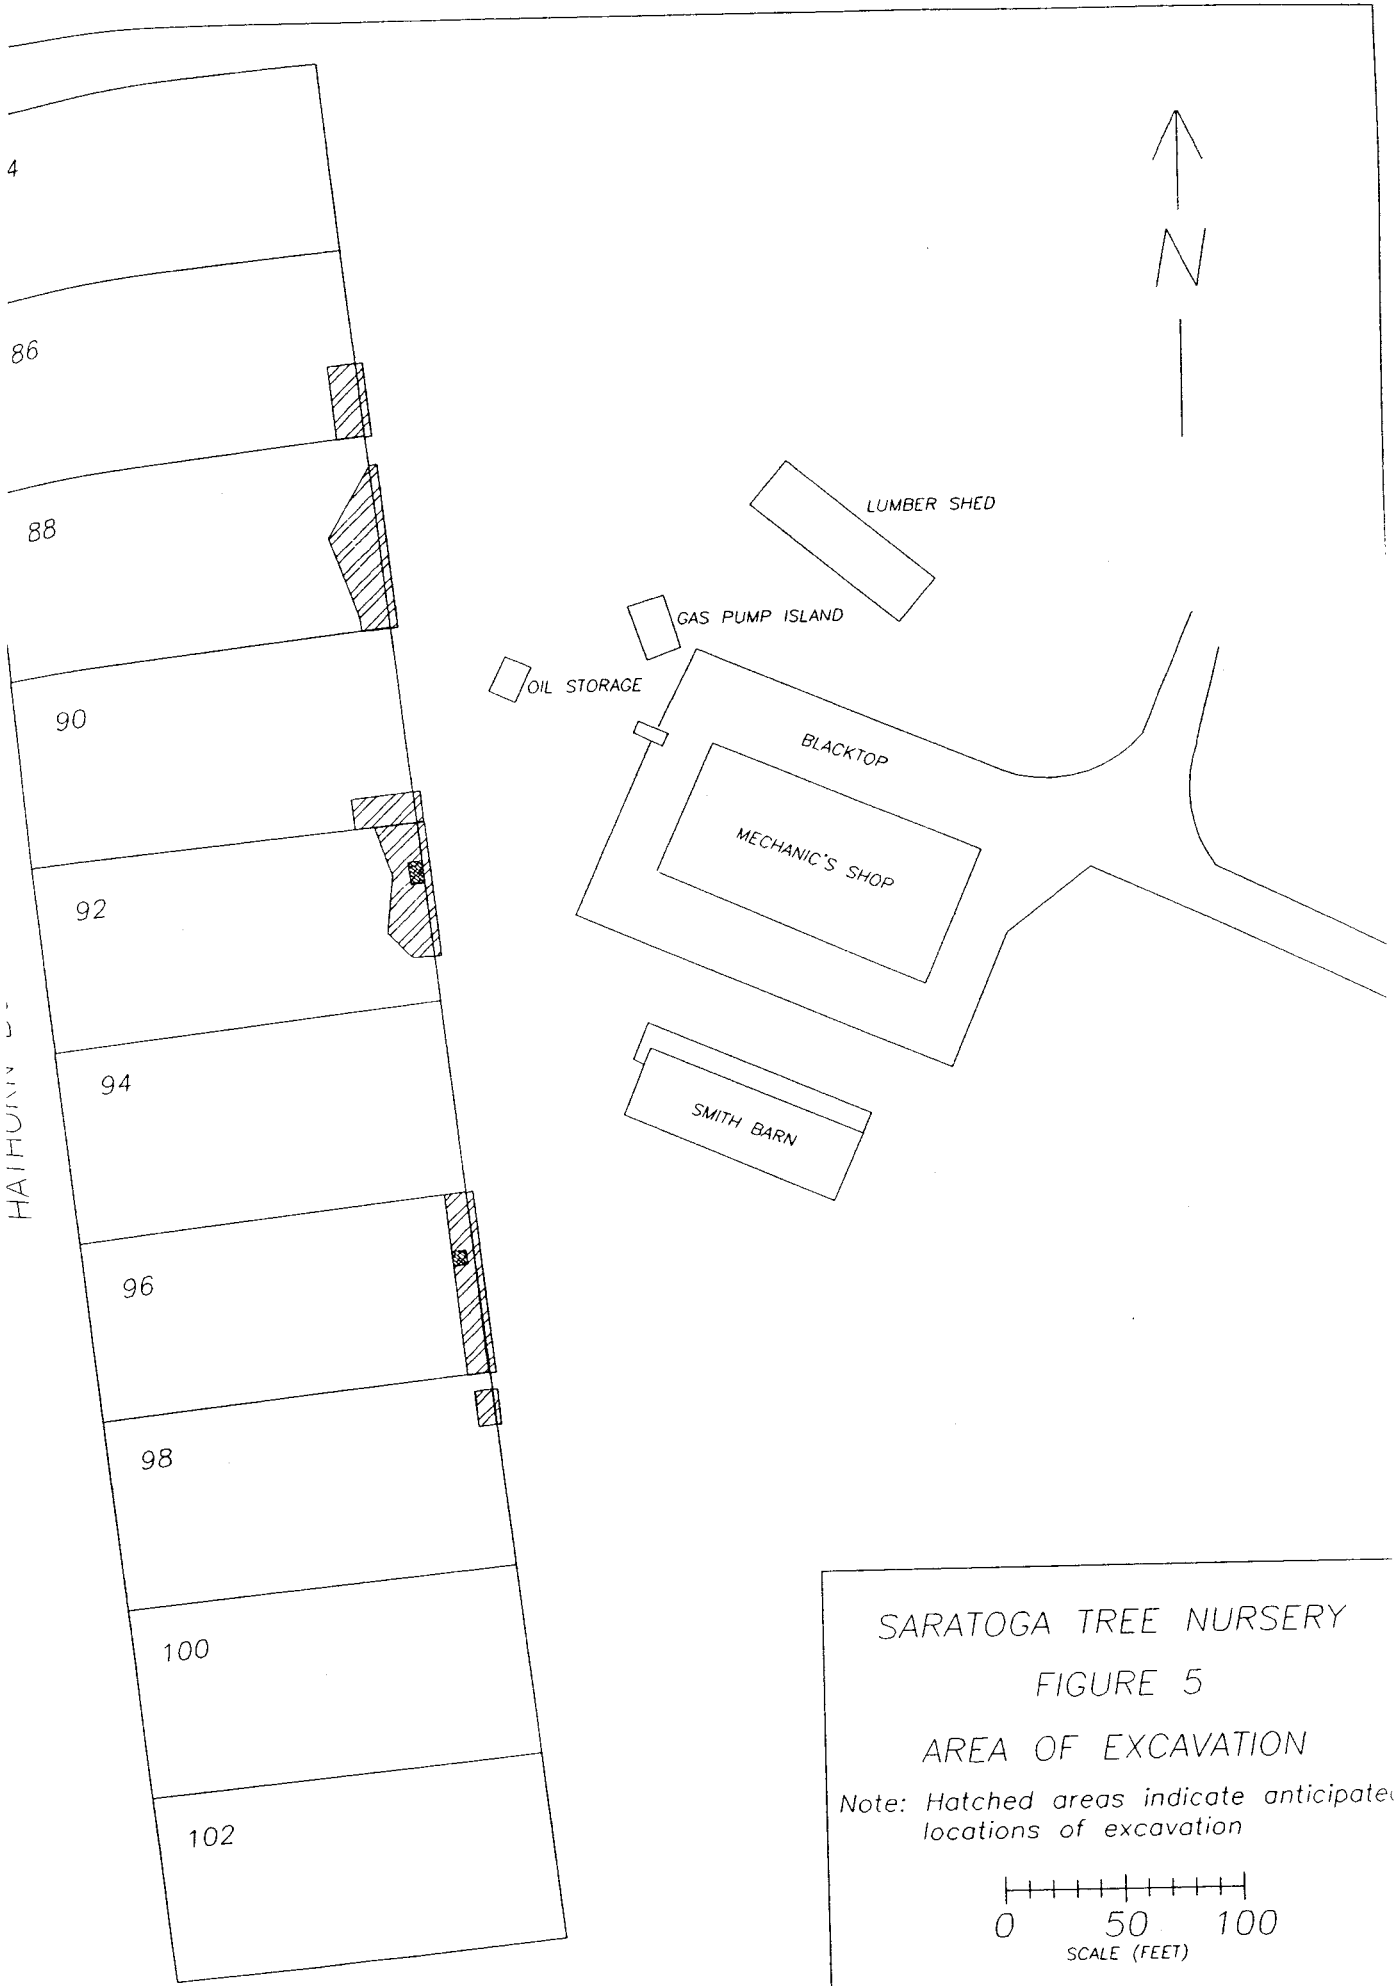 4
86
88
90
92
94
96
98
100
102
N
LUMBER SHED
GAS PUMP ISLAND
OIL STORAGE
BLACKTOP
MECHANIC'S SHOP
SMITH BARN
SARATOGA TREE NURSERY
FIGURE 5
AREA OF EXCAVATION
Note: Hatched areas indicate anticipated
locations of excavation
0 50 100
SCALE (FEET)